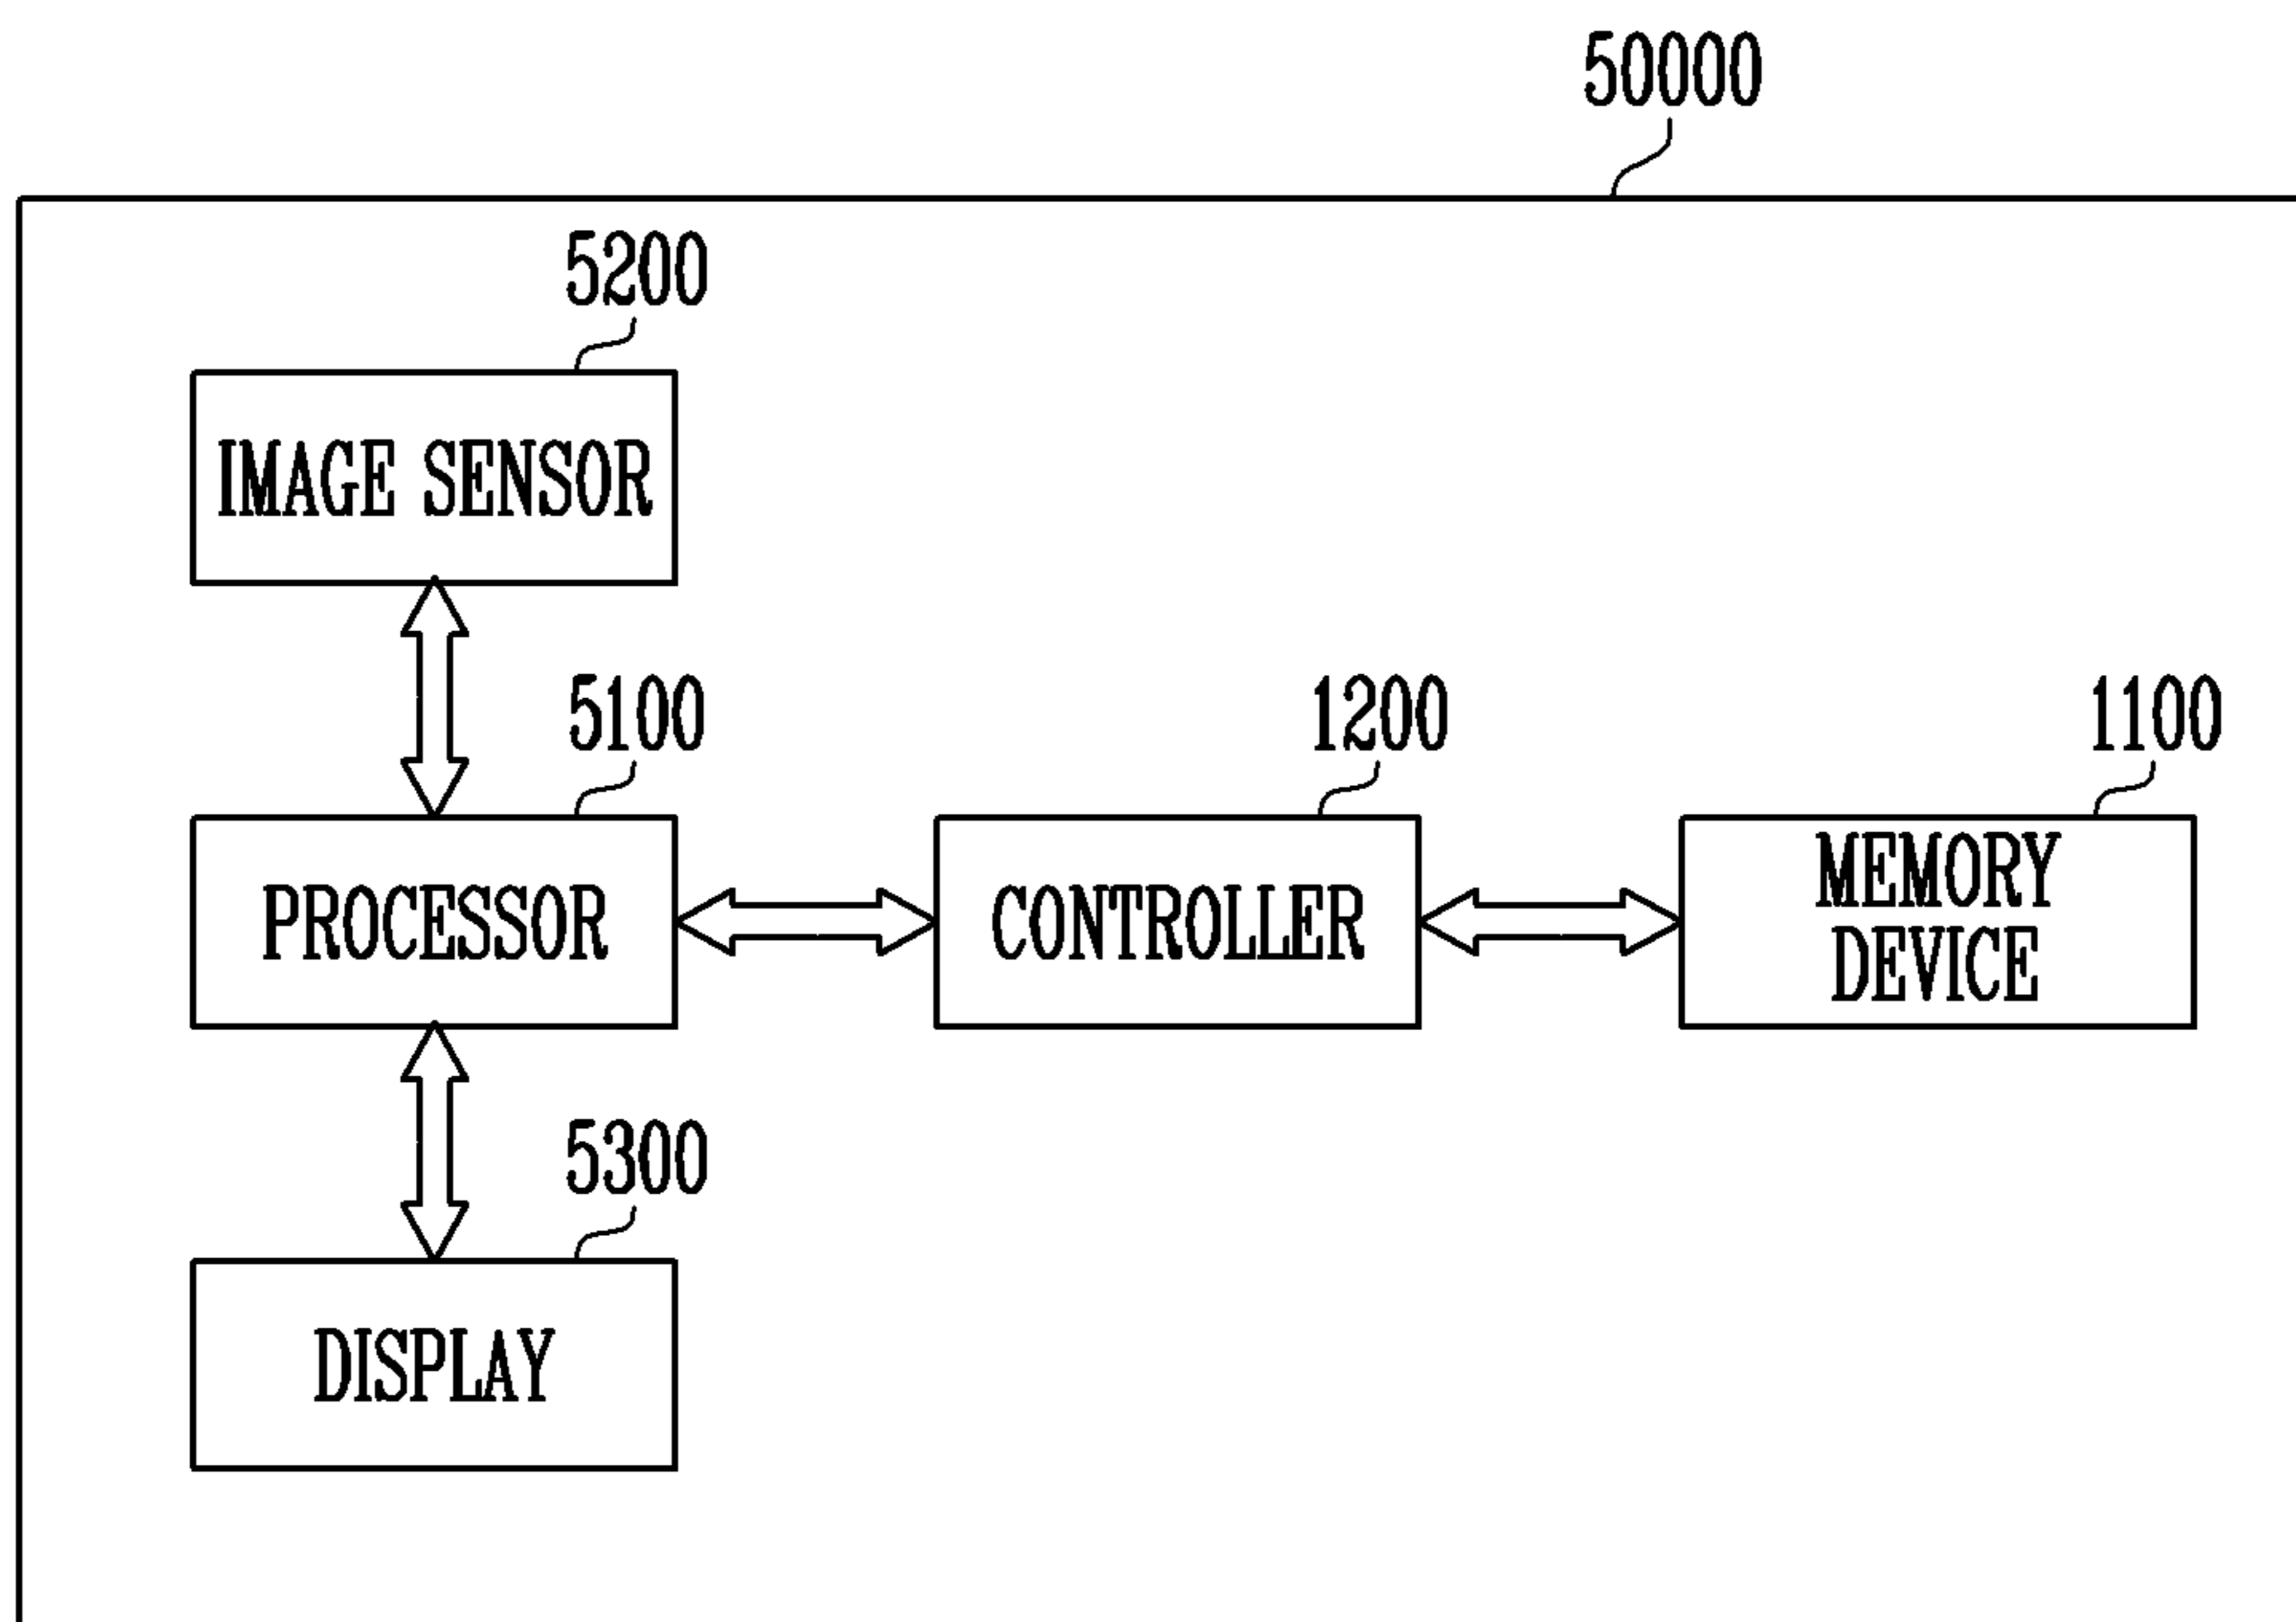 50000
5200
IMAGE SENSOR
5100
1200
1100
PROCESSOR
CONTROLLER
MEMORY
DEVICE
5300
DISPLAY